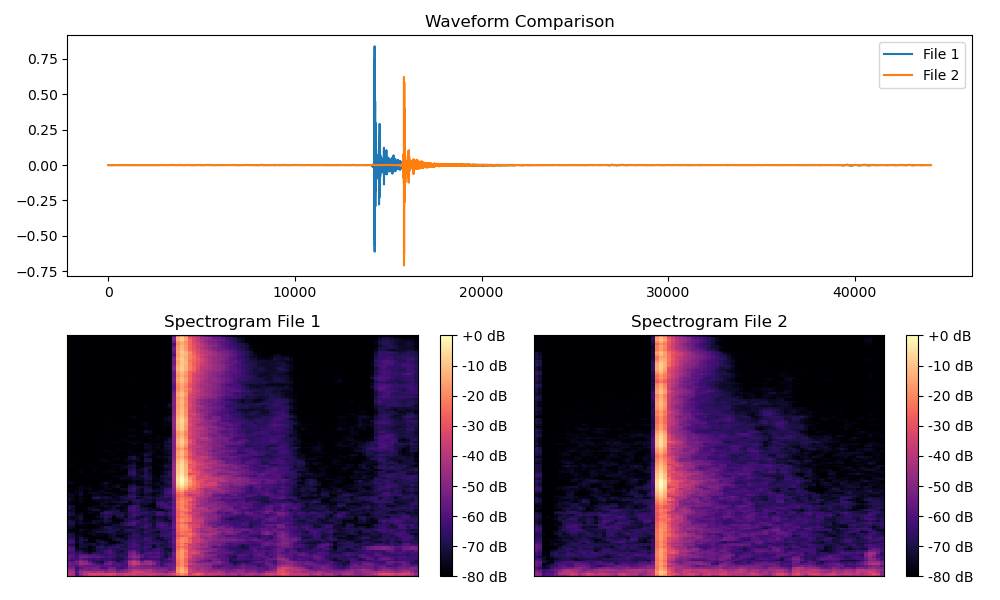 Waveform Comparison
0.75
0.50
0.25
0.00
-0.25
-0.50
-0.75
File 1
File 2
0
10000
20000
30000
40000
Spectrogram File 1
+0 dB
-10 dB
-20 dB
-30 dB
-40 dB
-50 dB
-60 dB
-70 dB
-80 dB
Spectrogram File 2
+0 dB
-10 dB
-20 dB
-30 dB
-40 dB
-50 dB
-60 dB
-70 dB
-80 dB